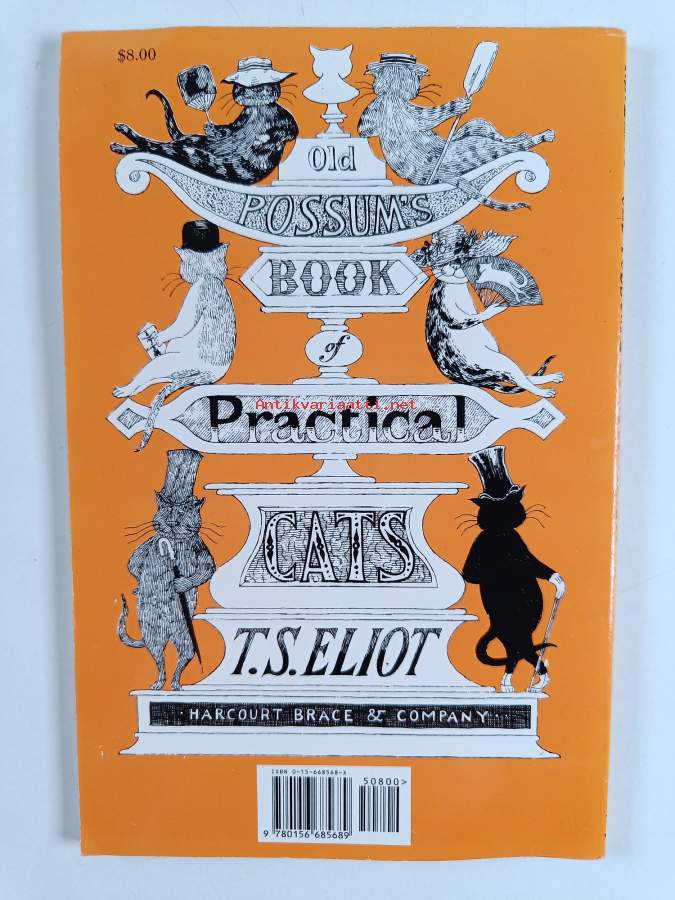 $8.00
Old
POSSUM'S
BOOK
of
Practical
Antikvariaatti.net
CATS
T.S. ELIOT
·· HARCOURT BRACE & COMPANY ··
ISBN 0-15-668568-X
50800>
9 780156 685689